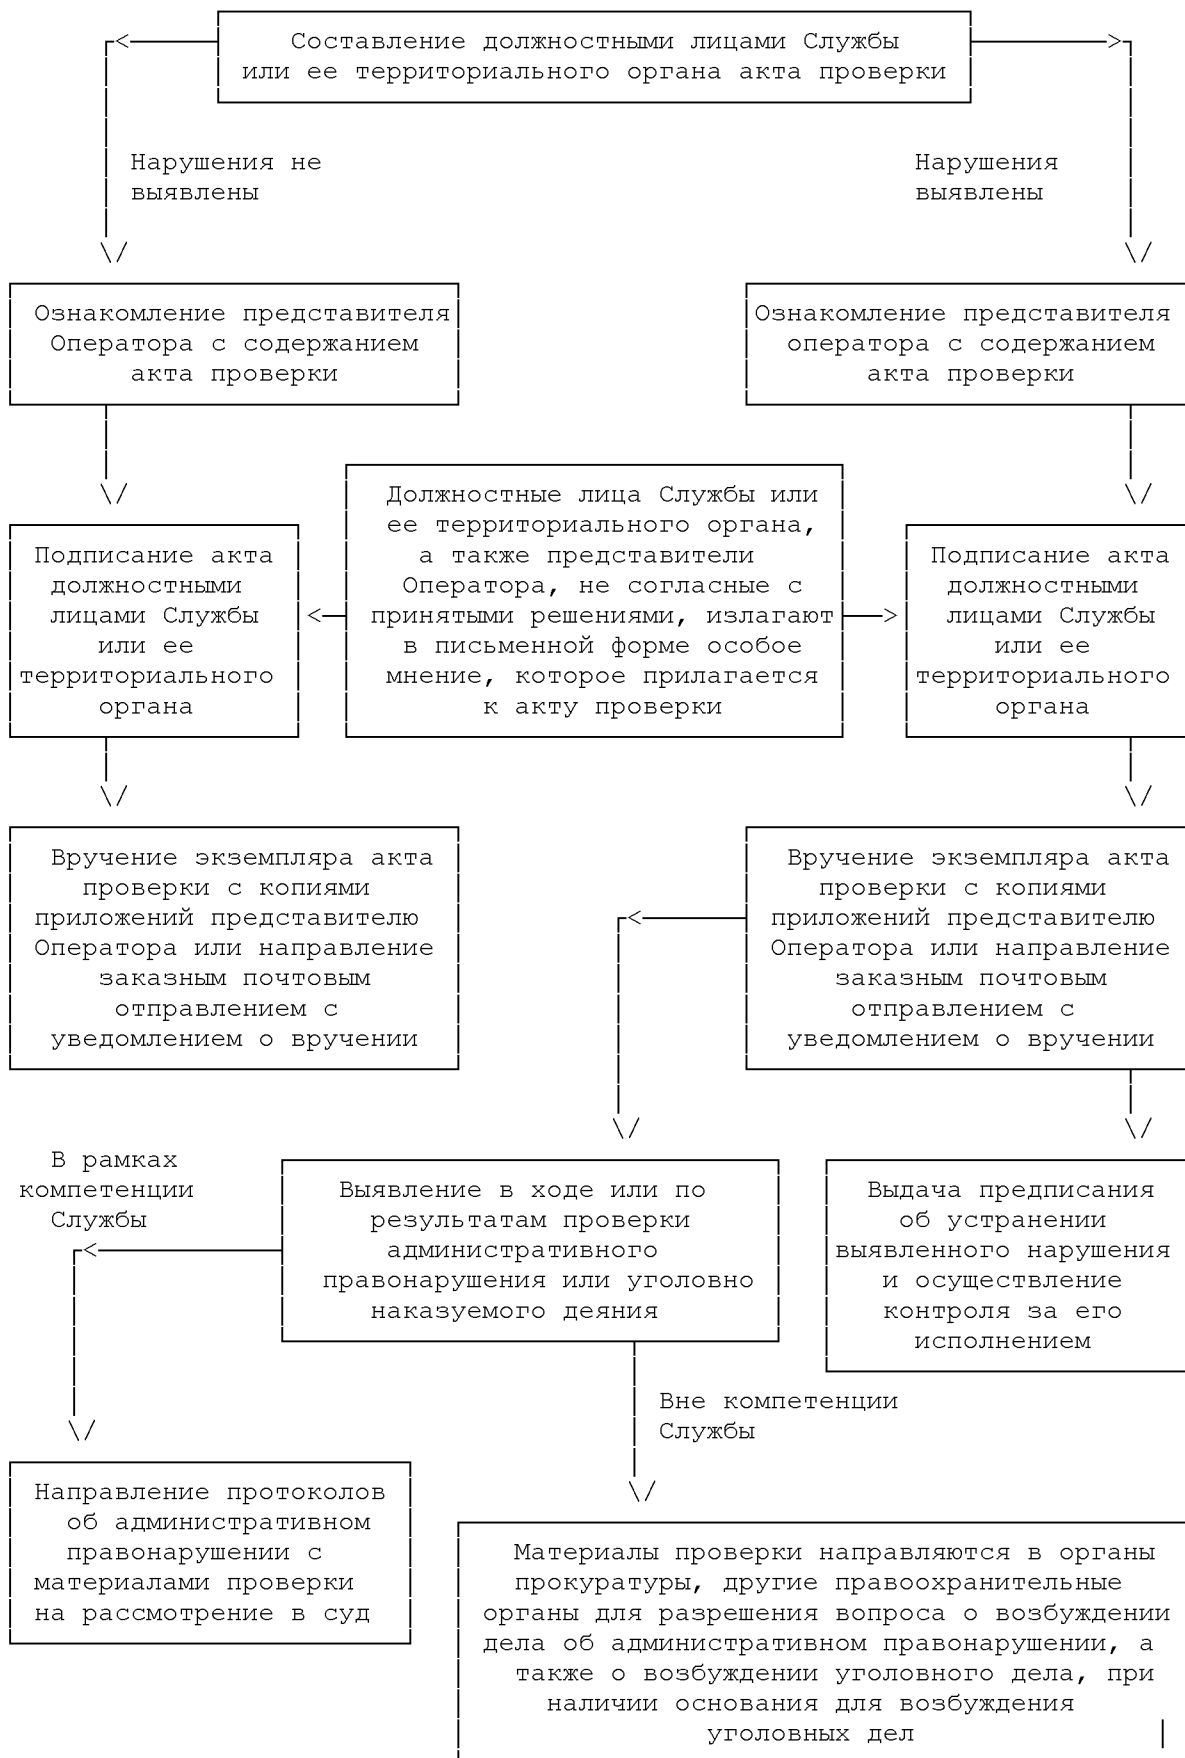 Составление должностными лицами Службы
или ее территориального органа акта проверки
Нарушения не
выявлены
Нарушения
выявлены
Ознакомление представителя
Оператора с содержанием
акта проверки
Ознакомление представителя
оператора с содержанием
акта проверки
Подписание акта
должностными
лицами Службы
или ее
территориального
органа
Должностные лица Службы или
ее территориального органа,
а также представители
Оператора, не согласные с
принятыми решениями, излагают
в письменной форме особое
мнение, которое прилагается
к акту проверки
Подписание акта
должностными
лицами Службы
или ее
территориального
органа
Вручение экземпляра акта
проверки с копиями
приложений представителю
Оператора или направление
заказным почтовым
отправлением с
уведомлением о вручении
Вручение экземпляра акта
проверки с копиями
приложений представителю
Оператора или направление
заказным почтовым
отправлением с
уведомлением о вручении
В рамках
компетенции
Службы
Выявление в ходе или по
результатам проверки
административного
правонарушения или уголовно
наказуемого деяния
Выдача предписания
об устранении
выявленного нарушения
и осуществление
контроля за его
исполнением
Вне компетенции
Службы
Направление протоколов
об административном
правонарушении с
материалами проверки
на рассмотрение в суд
Материалы проверки направляются в органы
прокуратуры, другие правоохранительные
органы для разрешения вопроса о возбуждении
дела об административном правонарушении, а
также о возбуждении уголовного дела, при
наличии основания для возбуждения
уголовных дел